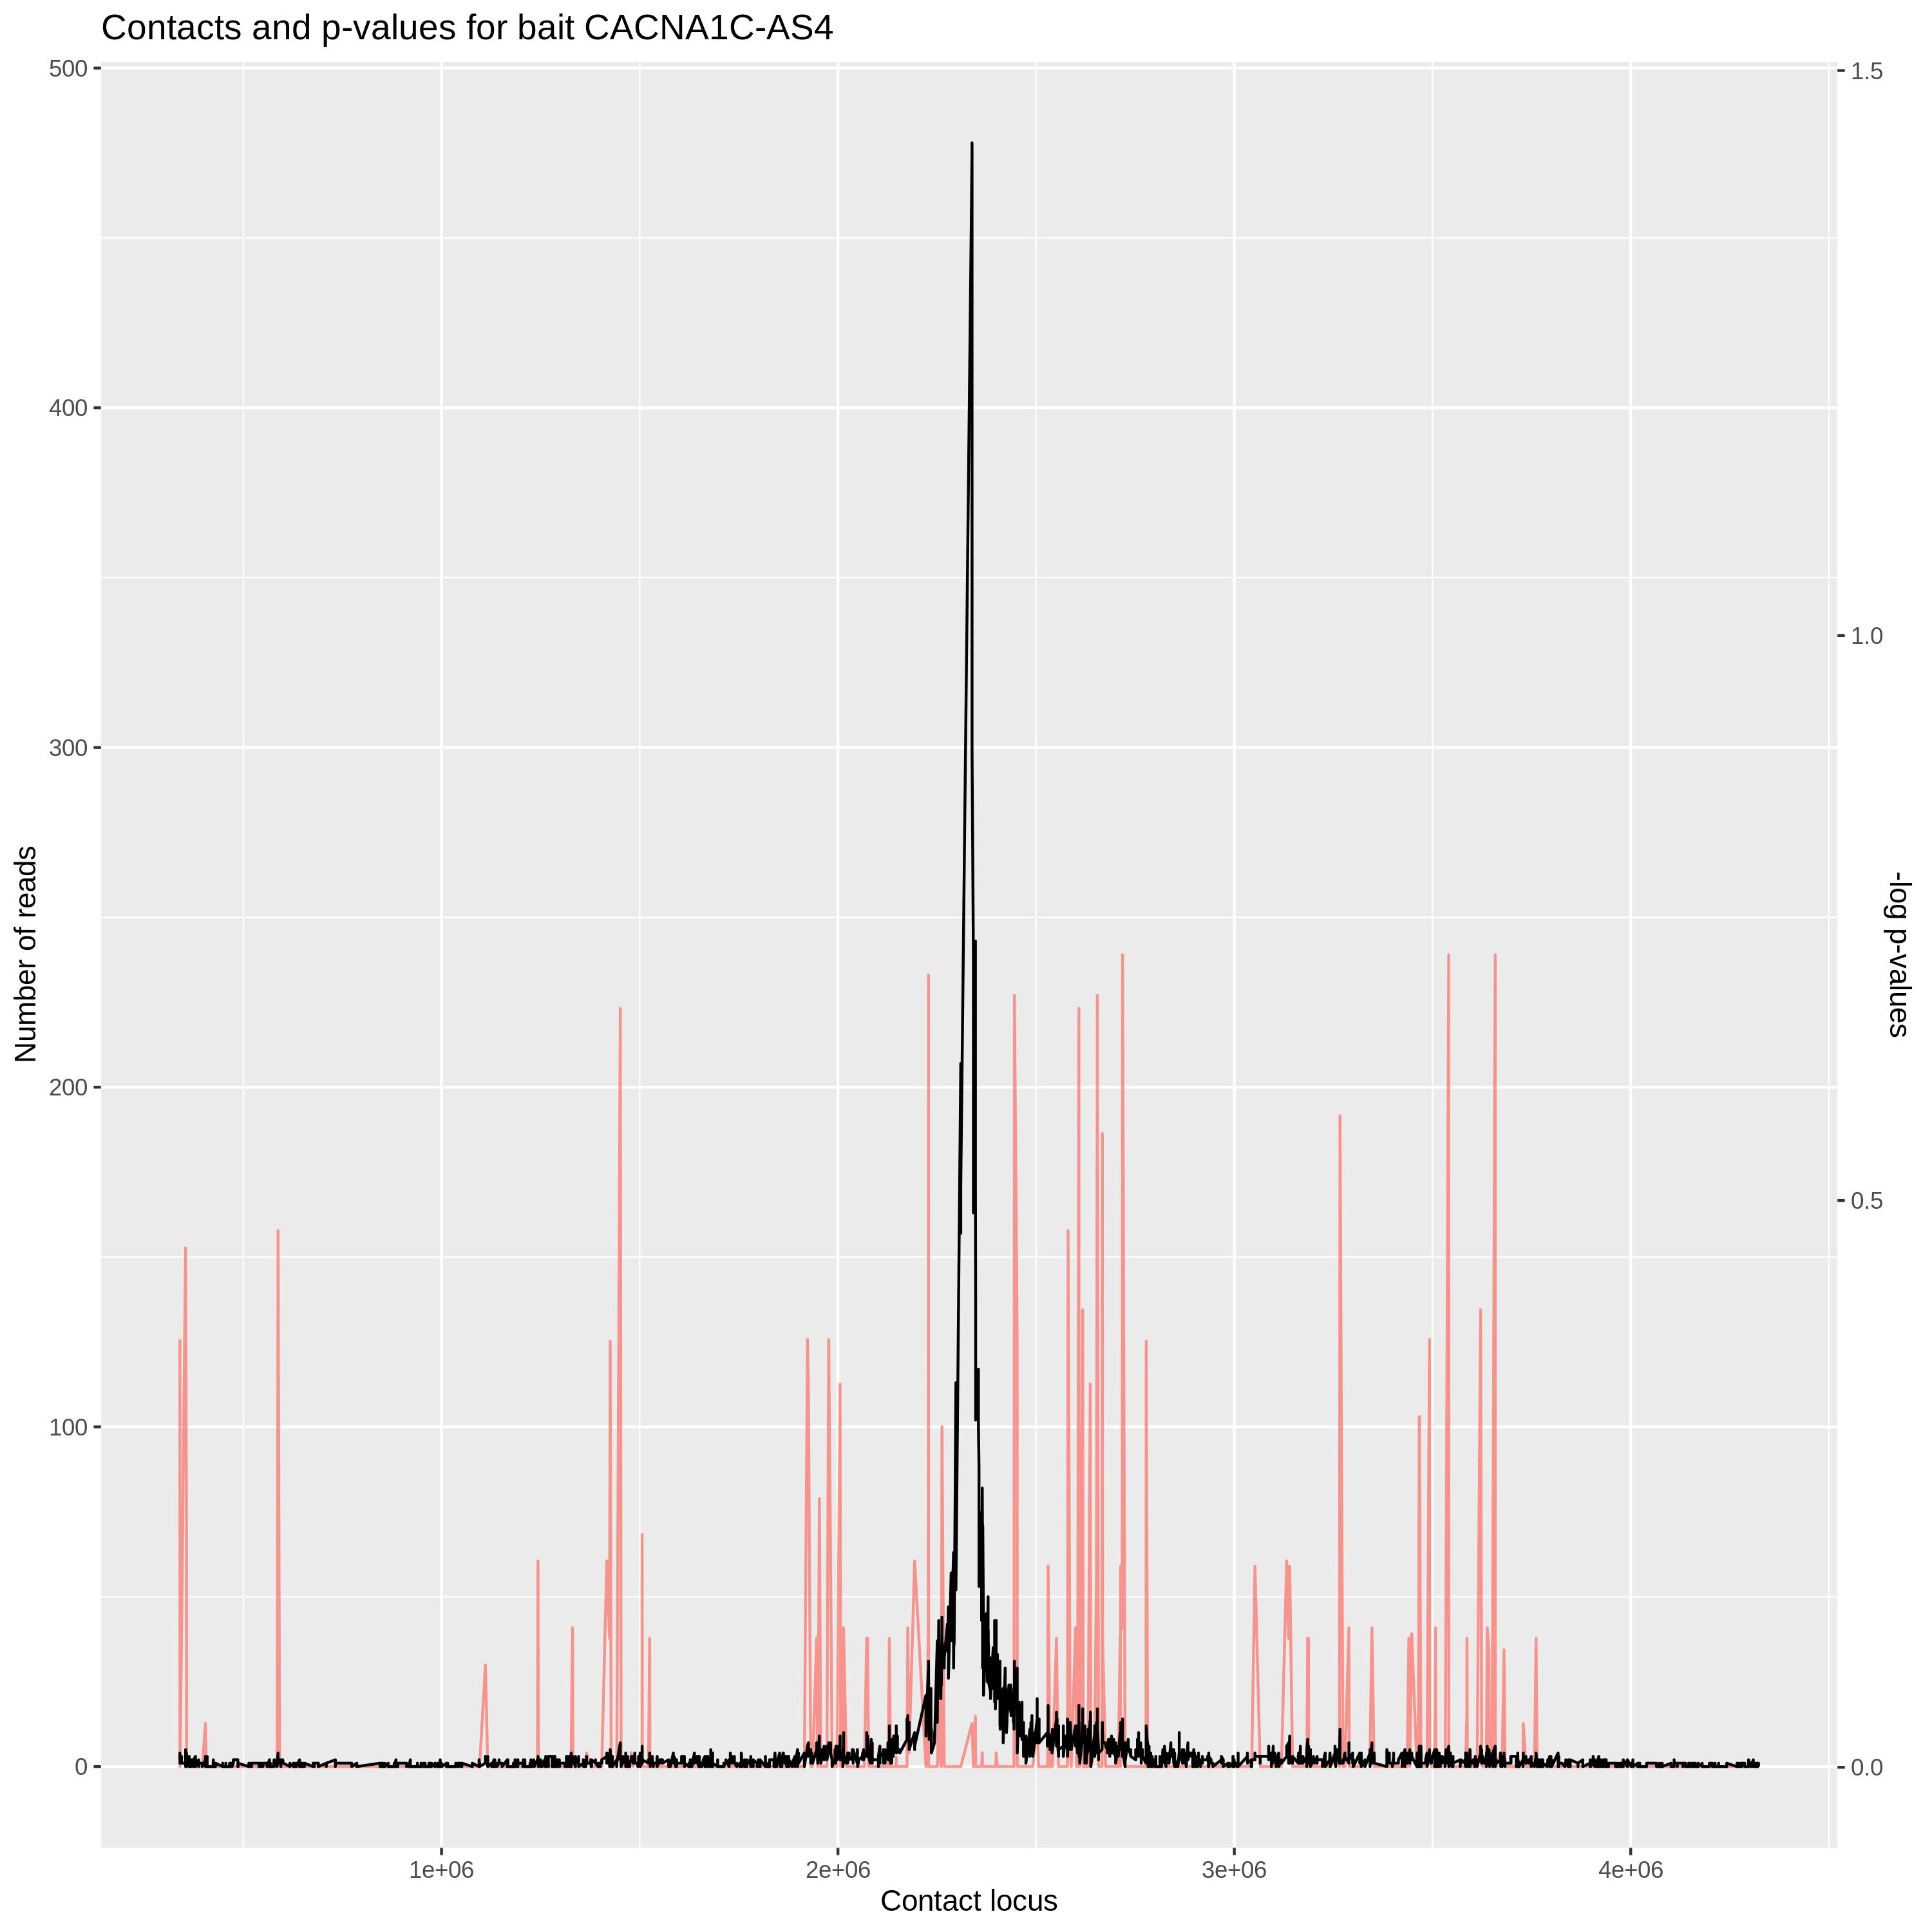 Contacts and p-values for bait CACNA1C-AS4
500
400
300
200
100
0
Number of reads
1.5
1.0
0.5
0.0
-log p-values
1e+06
2e+06
3e+06
4e+06
Contact locus